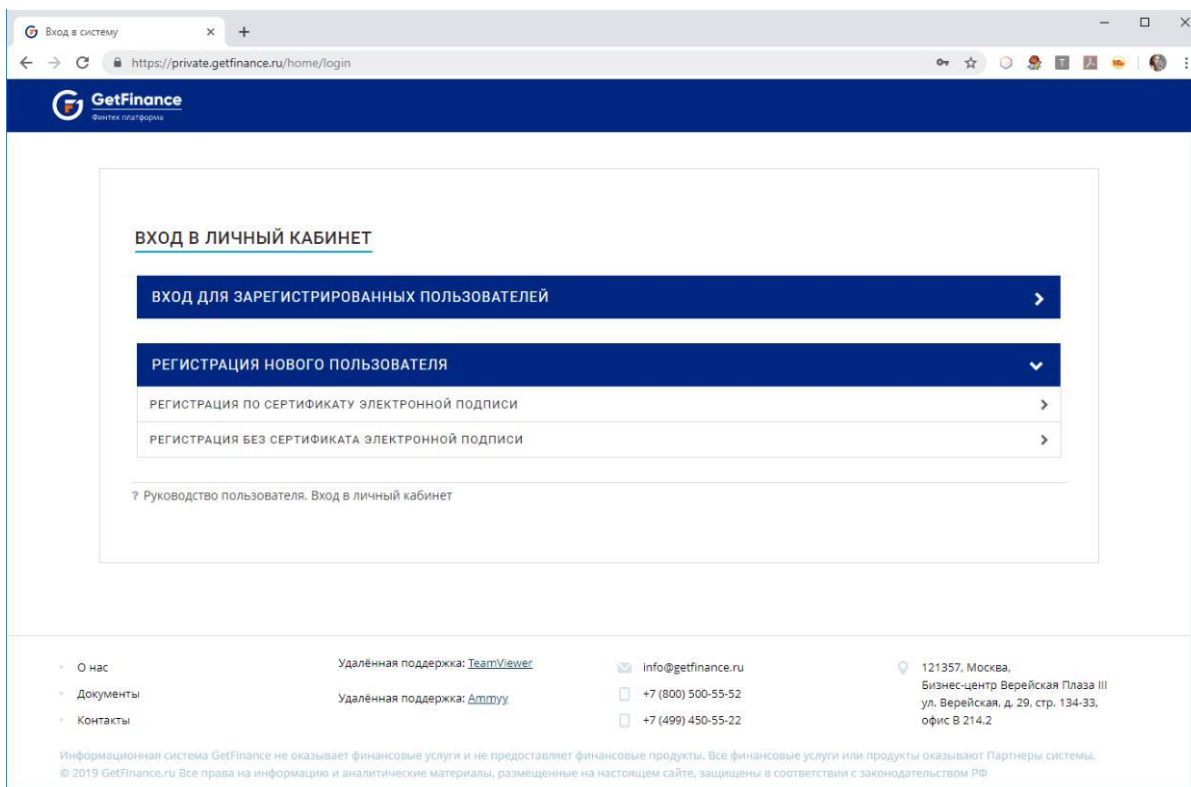 Вход в систему
https://private.getfinance.ru/home/login
GetFinance
Финтех платформа
ВХОД В ЛИЧНЫЙ КАБИНЕТ
ВХОД ДЛЯ ЗАРЕГИСТРИРОВАННЫХ ПОЛЬЗОВАТЕЛЕЙ
РЕГИСТРАЦИЯ НОВОГО ПОЛЬЗОВАТЕЛЯ
РЕГИСТРАЦИЯ ПО СЕРТИФИКАТУ ЭЛЕКТРОННОЙ ПОДПИСИ
РЕГИСТРАЦИЯ БЕЗ СЕРТИФИКАТА ЭЛЕКТРОННОЙ ПОДПИСИ
? Руководство пользователя. Вход в личный кабинет
О нас
Документы
Контакты
Удалённая поддержка: TeamViewer
Удалённая поддержка: Ammyy
info@getfinance.ru
+7 (800) 500-55-52
+7 (499) 450-55-22
121357, Москва,
Бизнес-центр Верейская Плаза III
ул. Верейская, д. 29, стр. 134-33,
офис В 214.2
Информационная система GetFinance не оказывает финансовые услуги и не предоставляет финансовые продукты. Все финансовые услуги или продукты оказывают Партнеры системы.
© 2019 GetFinance.ru Все права на информацию и аналитические материалы, размещенные на настоящем сайте, защищены в соответствии с законодательством РФ